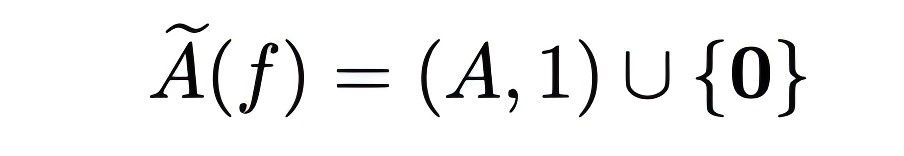 Ã(f) = (A, 1) ∪ {𝟎}